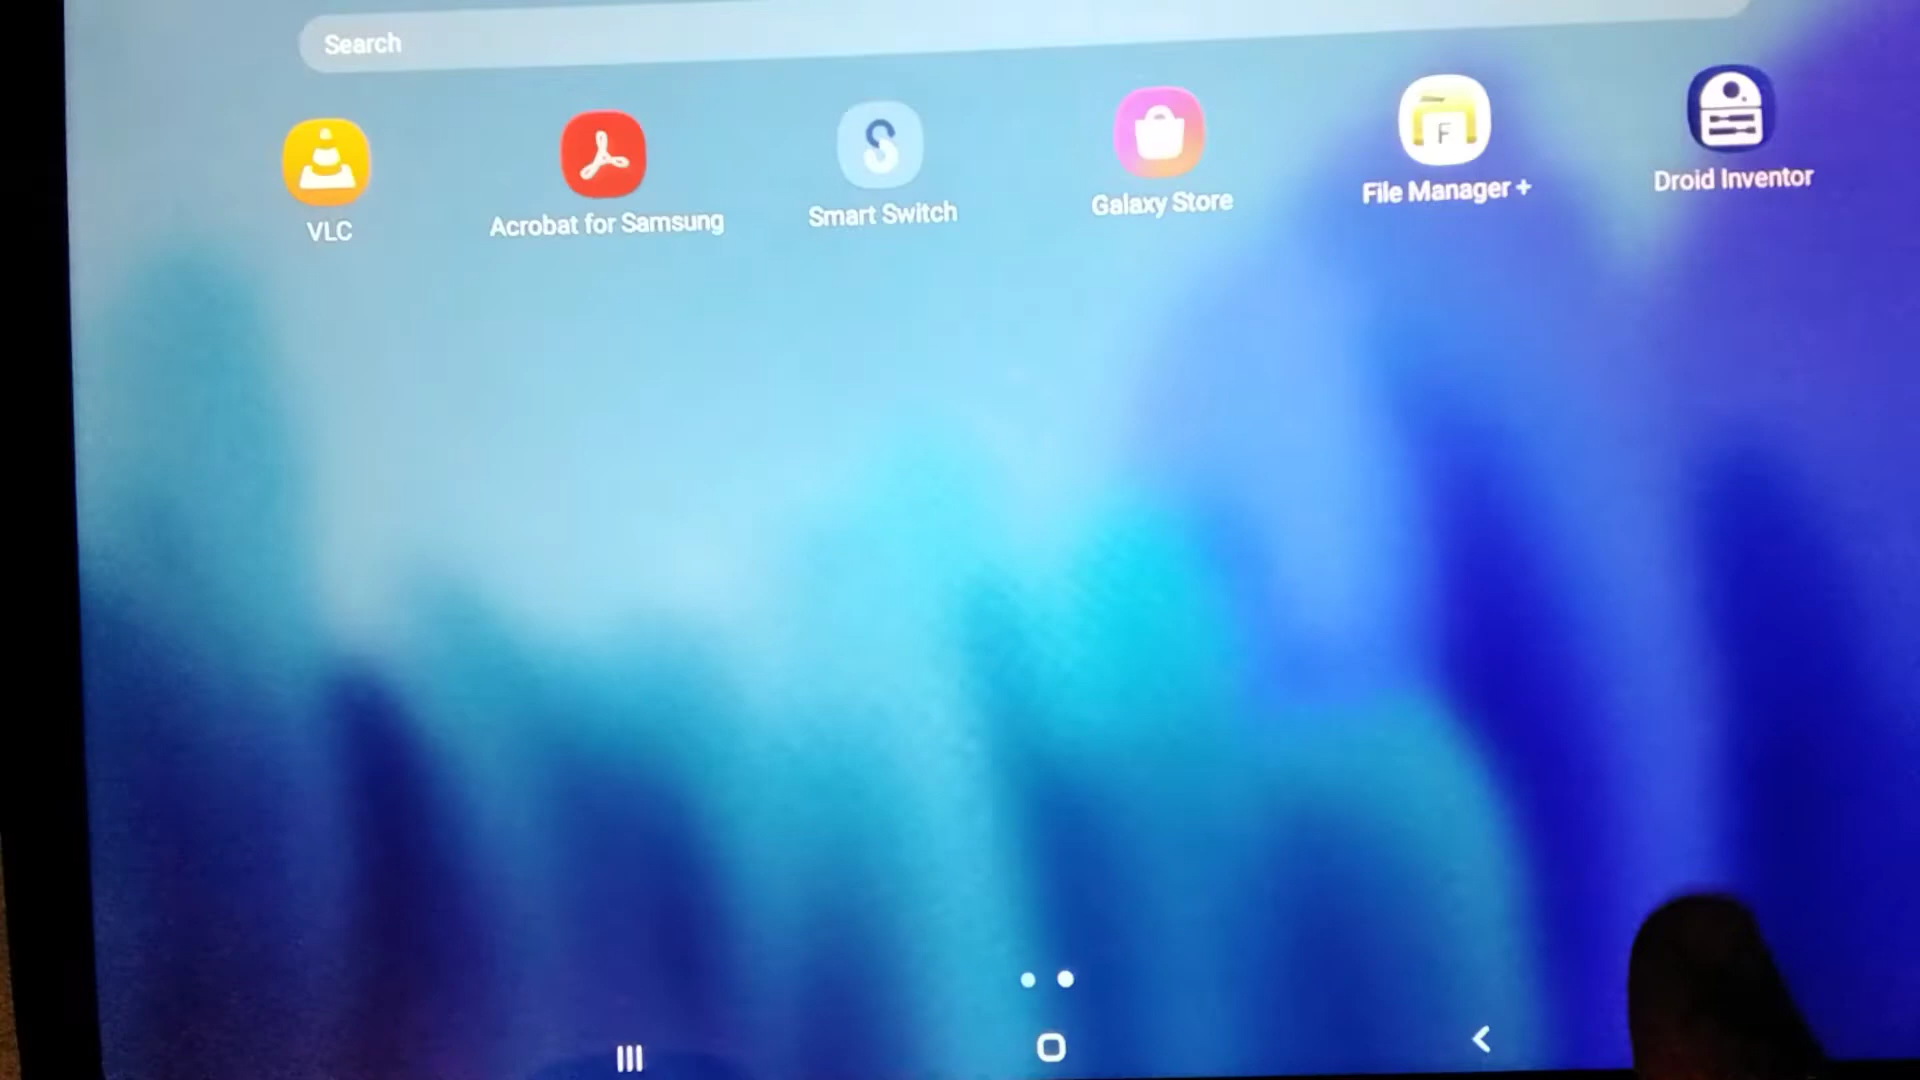 Search
VLC
Acrobat for Samsung
Smart Switch
Galaxy Store
F
File Manager +
Droid Inventor